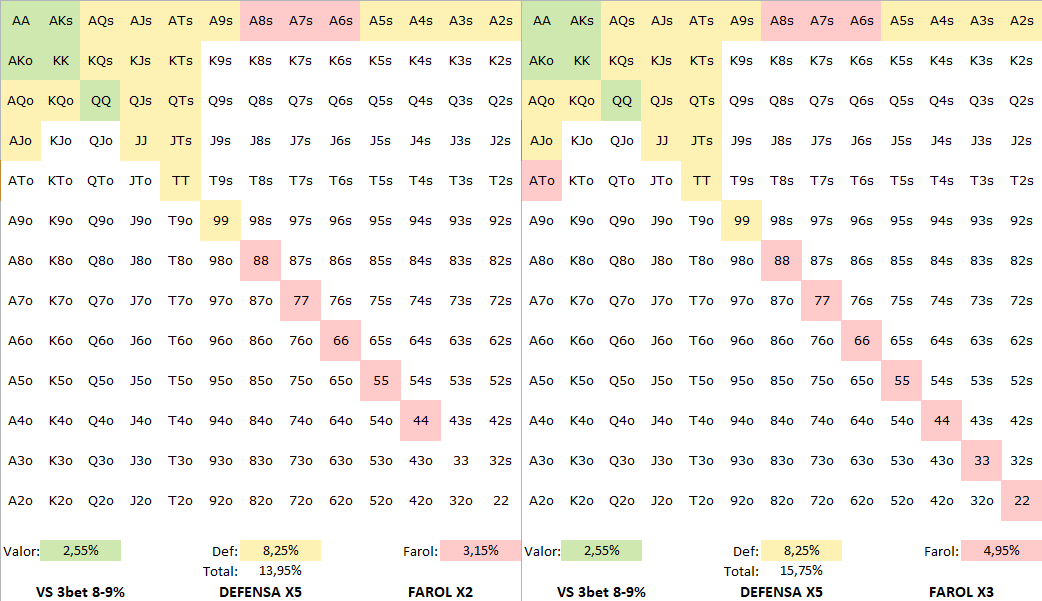 AA AKs AQs AJs ATs A9s A8s A7s A6s A5s A4s A3s A2s AA AKs AQs AJs ATs A9s A8s A7s A6s A5s A4s A3s A2s
AKo KK KQs KJs KTs K9s K8s K7s K6s K5s K4s K3s K2s AKo KK KQs KJs KTs K9s K8s K7s K6s K5s K4s K3s K2s
AQo KQo QQ QJs QTs Q9s Q8s Q7s Q6s Q5s Q4s Q3s Q2s AQo KQo QQ QJs QTs Q9s Q8s Q7s Q6s Q5s Q4s Q3s Q2s
AJo KJo QJo JJ JTs J9s J8s J7s J6s J5s J4s J3s J2s AJo KJo QJo JJ JTs J9s J8s J7s J6s J5s J4s J3s J2s
ATo KTo QTo JTo TT T9s T8s T7s T6s T5s T4s T3s T2s ATo KTo QTo JTo TT T9s T8s T7s T6s T5s T4s T3s T2s
A9o K9o Q9o J9o T9o 99 98s 97s 96s 95s 94s 93s 92s A9o K9o Q9o J9o T9o 99 98s 97s 96s 95s 94s 93s 92s
A8o K8o Q8o J8o T8o 98o 88 87s 86s 85s 84s 83s 82s A8o K8o Q8o J8o T8o 98o 88 87s 86s 85s 84s 83s 82s
A7o K7o Q7o J7o T7o 97o 87o 77 76s 75s 74s 73s 72s A7o K7o Q7o J7o T7o 97o 87o 77 76s 75s 74s 73s 72s
A6o K6o Q6o J6o T6o 96o 86o 76o 66 65s 64s 63s 62s A6o K6o Q6o J6o T6o 96o 86o 76o 66 65s 64s 63s 62s
A5o K5o Q5o J5o T5o 95o 85o 75o 65o 55 54s 53s 52s A5o K5o Q5o J5o T5o 95o 85o 75o 65o 55 54s 53s 52s
A4o K4o Q4o J4o T4o 94o 84o 74o 64o 54o 44 43s 42s A4o K4o Q4o J4o T4o 94o 84o 74o 64o 54o 44 43s 42s
A3o K3o Q3o J3o T3o 93o 83o 73o 63o 53o 43o 33 32s A3o K3o Q3o J3o T3o 93o 83o 73o 63o 53o 43o 33 32s
A2o K2o Q2o J2o T2o 92o 82o 72o 62o 52o 42o 32o 22 A2o K2o Q2o J2o T2o 92o 82o 72o 62o 52o 42o 32o 22
Valor: 2,55% Def: 8,25% Farol: 3,15% Valor: 2,55% Def: 8,25% Farol: 4,95%
Total: 13,95% Total: 15,75%
VS 3bet 8-9% DEFENSA X5 FAROL X2 VS 3bet 8-9% DEFENSA X5 FAROL X3